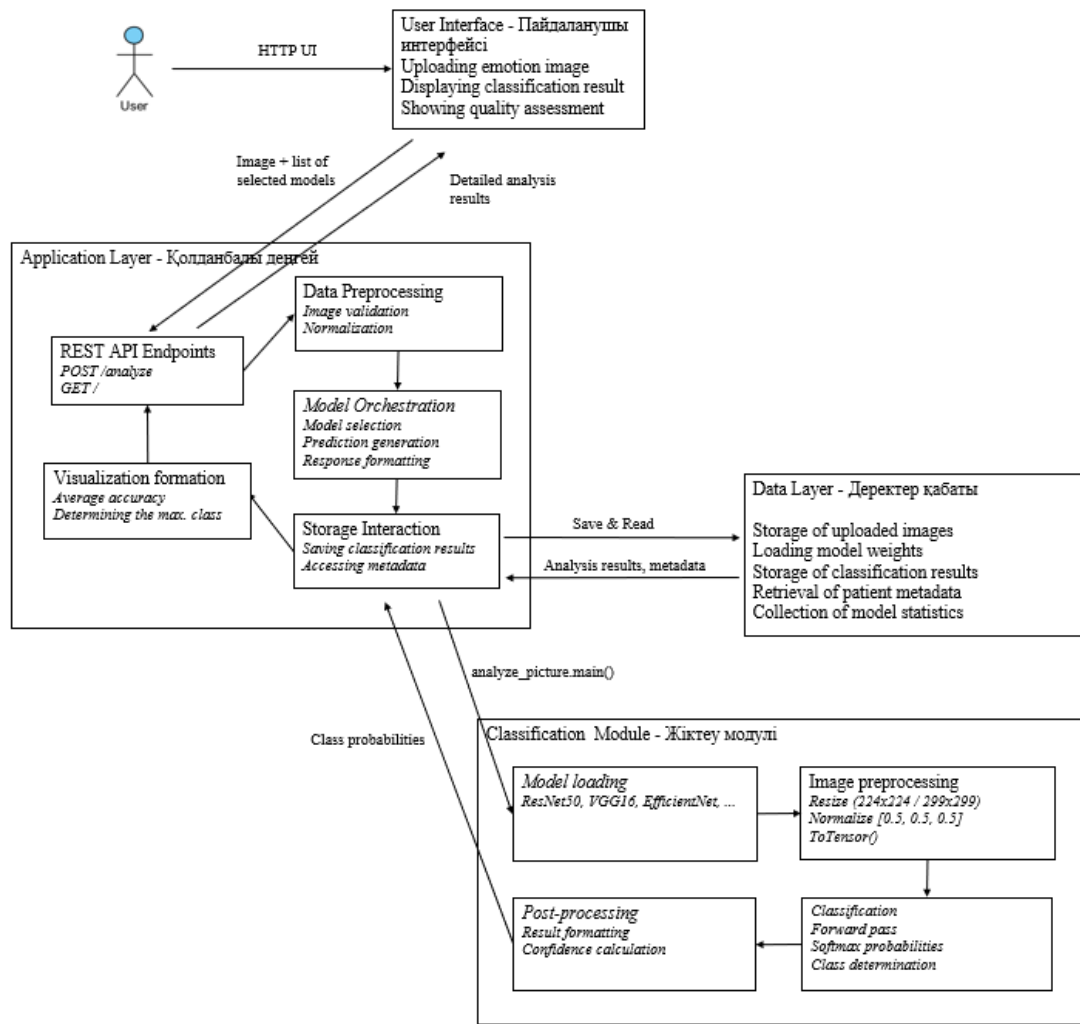 User Interface - Пайдаланушы
интерфейсі
Uploading emotion image
Displaying classification result
Showing quality assessment
HTTP UI
User
Image + list of
selected models
Detailed analysis
results
Application Layer - Қолданбалы деңгей
Data Preprocessing
Image validation
Normalization
REST API Endpoints
POST /analyze
GET /
Model Orchestration
Model selection
Prediction generation
Response formatting
Visualization formation
Average accuracy
Determining the max. class
Storage Interaction
Saving classification results
Accessing metadata
Save & Read
Analysis results, metadata
Data Layer - Деректер қабаты
Storage of uploaded images
Loading model weights
Storage of classification results
Retrieval of patient metadata
Collection of model statistics
analyze_picture.main()
Class probabilities
Classification Module - Жіктеу модулі
Model loading
ResNet50, VGG16, EfficientNet, ...
Image preprocessing
Resize (224x224 / 299x299)
Normalize [0.5, 0.5, 0.5]
ToTensor()
Post-processing
Result formatting
Confidence calculation
Classification
Forward pass
Softmax probabilities
Class determination